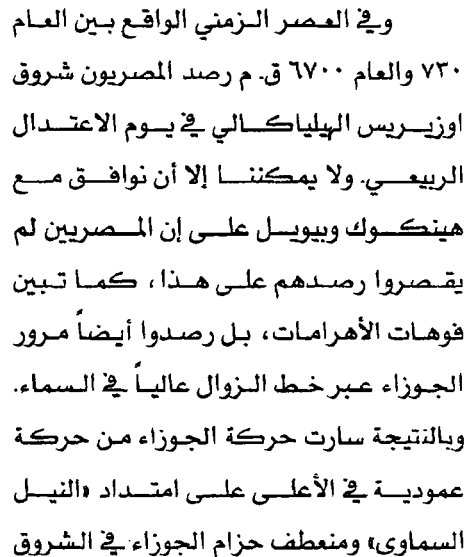 وفي العصر الزمني الواقع بين العام
٧٣٠ والعام ٦٧٠٠ ق. م رصد المصريون شروق
اوزيريس الهلياكالي في يوم الاعتدال
الربيعي. ولا يمكننا إلا أن نوافق مع
هينكوك وبيويل على إن المصريين لم
يقصروا رصدهم على هذا، كما تبين
فوهات الأهرامات، بل رصدوا أيضاً مرور
الجوزاء عبر خط الزوال عالياً في السماء.
وبالنتيجة سارت حركة الجوزاء من حركة
عمودية في الأعلى على امتداد «النيل
السماوي» ومنعطف حزام الجوزاء في الشروق